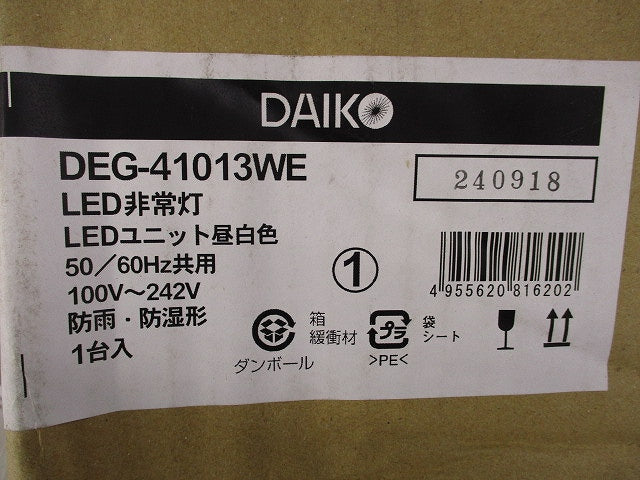 DAIKO
DEG-41013WE
240918
LED非常灯
LEDユニット昼白色
50／60Hz共用
100V～242V
防雨・防湿形
1台入
①
4 955620 816202
箱
緩衝材
ダンボール
プラ
>PE<
袋
シート